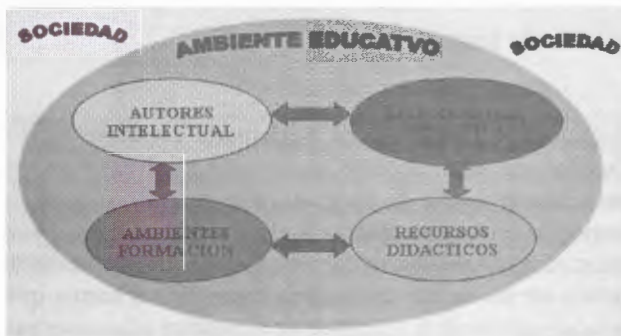 SOCIEDAD
AMBIENTE EDUCATVO
SOCIEDAD
AUTORES
INTELECTUAL
AMBIENTES
FORMACION
RECURSOS
DIDACTICOS